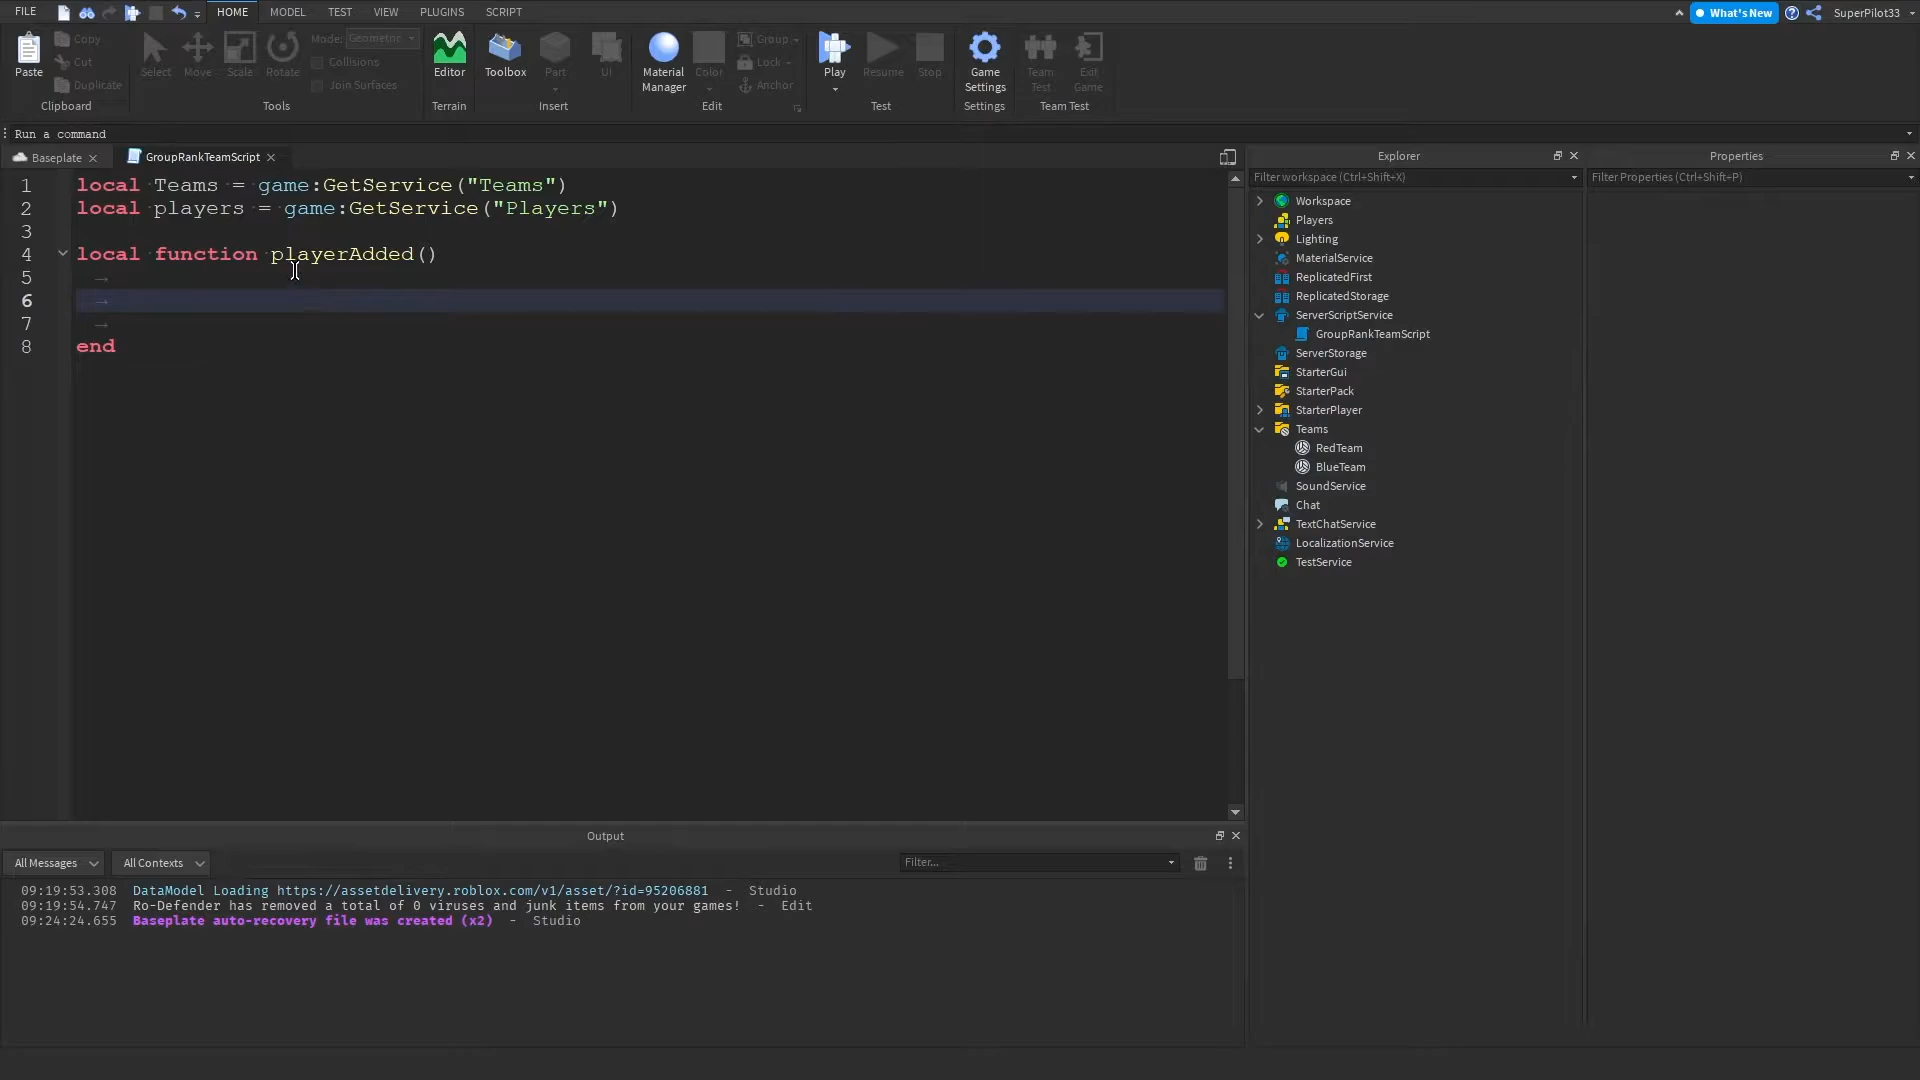 FILE HOME MODEL TEST VIEW PLUGINS SCRIPT What's New SuperPilot33
Copy
Cut
Duplicate
Paste
Clipboard
Select Move Scale Rotate
Mode: Geometric
Collisions
Join Surfaces
Tools
Editor
Terrain
Toolbox Part UI
Insert
Material Manager
Color
Group
Lock
Anchor
Edit
Play Resume Stop
Test
Game Settings
Settings
Team Test
Exit Game
Team Test
Run a command
Baseplate GroupRankTeamScript
1 local Teams = game:GetService("Teams")
2 local players = game:GetService("Players")
3
4 local function playerAdded()
5
6
7
8 end
Output
All Messages All Contexts Filter...
09:19:53.308 DataModel Loading https://assetdelivery.roblox.com/v1/asset/?id=95206881 - Studio
09:19:54.747 Ro-Defender has removed a total of 0 viruses and junk items from your games! - Edit
09:24:24.655 Baseplate auto-recovery file was created (x2) - Studio
Explorer
Filter workspace (Ctrl+Shift+X)
Workspace
Players
Lighting
MaterialService
ReplicatedFirst
ReplicatedStorage
ServerScriptService
GroupRankTeamScript
ServerStorage
StarterGui
StarterPack
StarterPlayer
Teams
RedTeam
BlueTeam
SoundService
Chat
TextChatService
LocalizationService
TestService
Properties
Filter Properties (Ctrl+Shift+P)